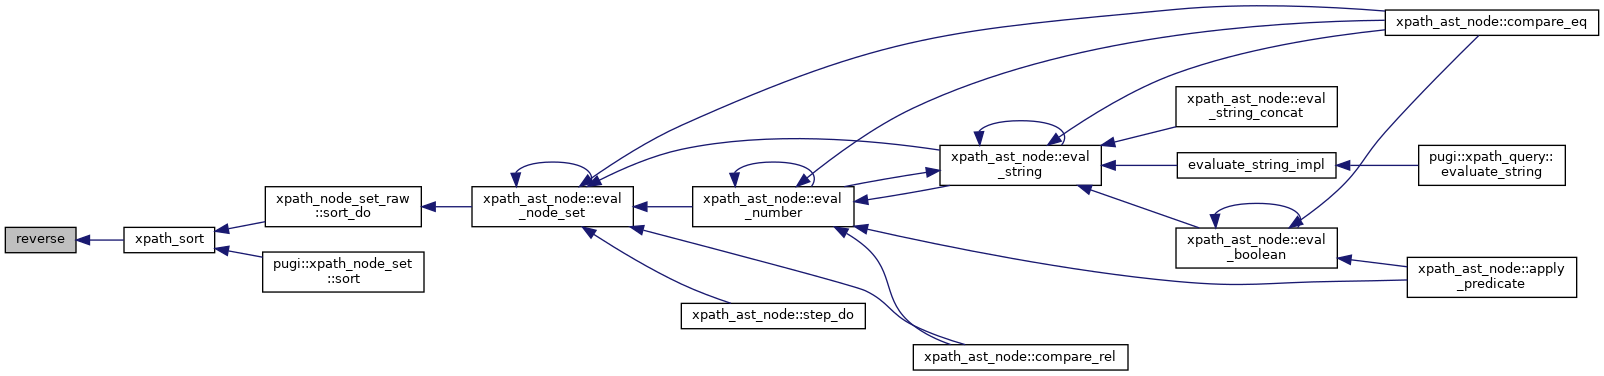 reverse
xpath_sort
xpath_node_set_raw
::sort_do
pugi::xpath_node_set
::sort
xpath_ast_node::eval
_node_set
xpath_ast_node::eval
_number
xpath_ast_node::step_do
xpath_ast_node::compare_rel
xpath_ast_node::eval
_string
xpath_ast_node::compare_eq
xpath_ast_node::eval
_string_concat
evaluate_string_impl
pugi::xpath_query::
evaluate_string
xpath_ast_node::eval
_boolean
xpath_ast_node::apply
_predicate